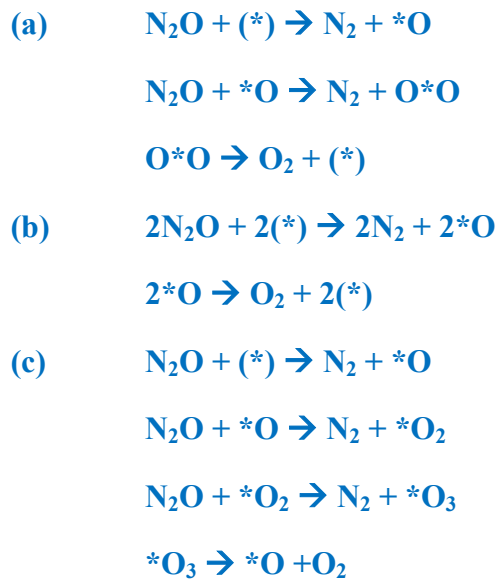 (a) N₂O + (*) → N₂ + *O
N₂O + *O → N₂ + O*O
O*O → O₂ + (*)
(b) 2N₂O + 2(*) → 2N₂ + 2*O
2*O → O₂ + 2(*)
(c) N₂O + (*) → N₂ + *O
N₂O + *O → N₂ + *O₂
N₂O + *O₂ → N₂ + *O₃
*O₃ → *O +O₂